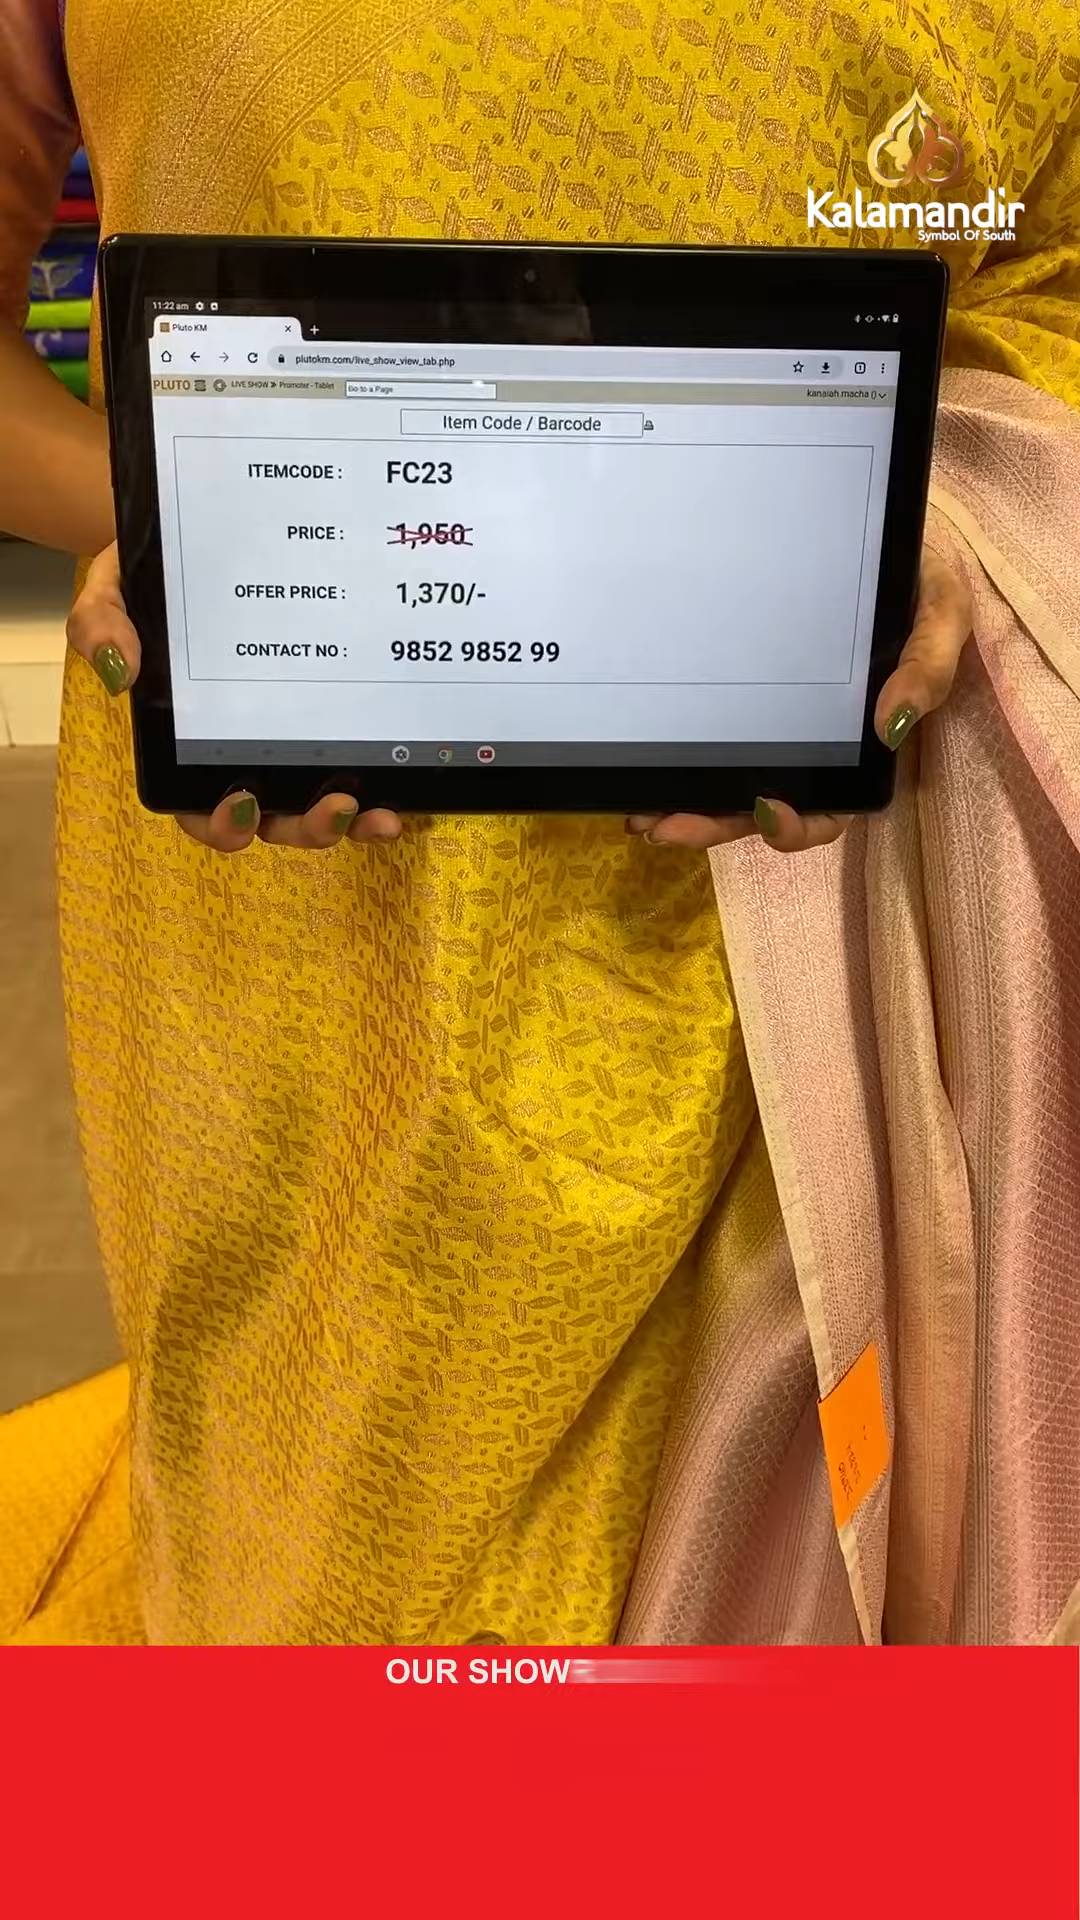 Kalamandir
Symbol Of South
11:22 am
Pluto KM
plutokm.com/live_show_view_tab.php
PLUTO LIVE SHOW » Promoter - Tablet Go to a Page
kanaiah macha ()
Item Code / Barcode
ITEMCODE : FC23
PRICE : 1,950
OFFER PRICE : 1,370/-
CONTACT NO : 9852 9852 99
OUR SHOW